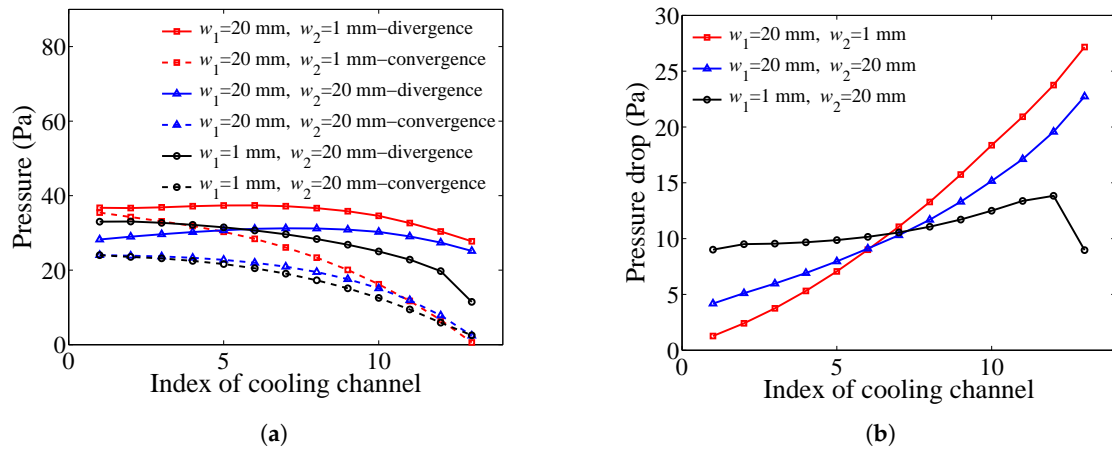 Pressure (Pa)
80
60
40
20
0
0
5
10
Index of cooling channel
w1=20 mm, w2=1 mm−divergence
w1=20 mm, w2=1 mm−convergence
w1=20 mm, w2=20 mm−divergence
w1=20 mm, w2=20 mm−convergence
w1=1 mm, w2=20 mm−divergence
w1=1 mm, w2=20 mm−convergence
(a)
Pressure drop (Pa)
30
25
20
15
10
5
0
0
5
10
Index of cooling channel
w1=20 mm, w2=1 mm
w1=20 mm, w2=20 mm
w1=1 mm, w2=20 mm
(b)